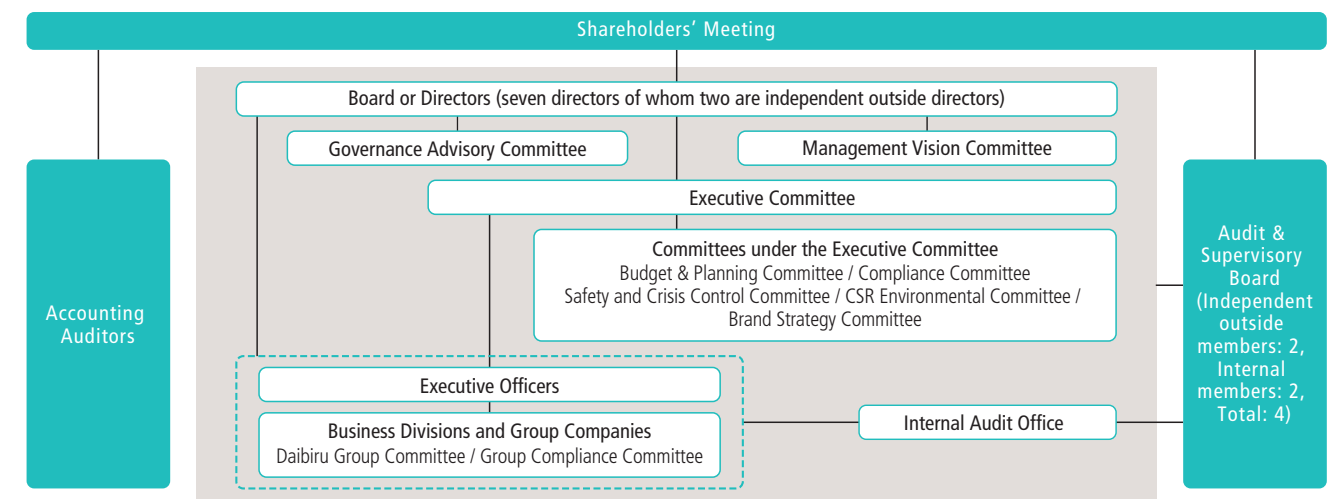 Shareholders' Meeting
Board or Directors (seven directors of whom two are independent outside directors)
Governance Advisory Committee
Management Vision Committee
Executive Committee
Committees under the Executive Committee
Budget & Planning Committee / Compliance Committee
Safety and Crisis Control Committee / CSR Environmental Committee /
Brand Strategy Committee
Accounting
Auditors
Audit &
Supervisory
Board
(Independent
outside
members: 2,
Internal
members: 2,
Total: 4)
Executive Officers
Business Divisions and Group Companies
Daibiru Group Committee / Group Compliance Committee
Internal Audit Office